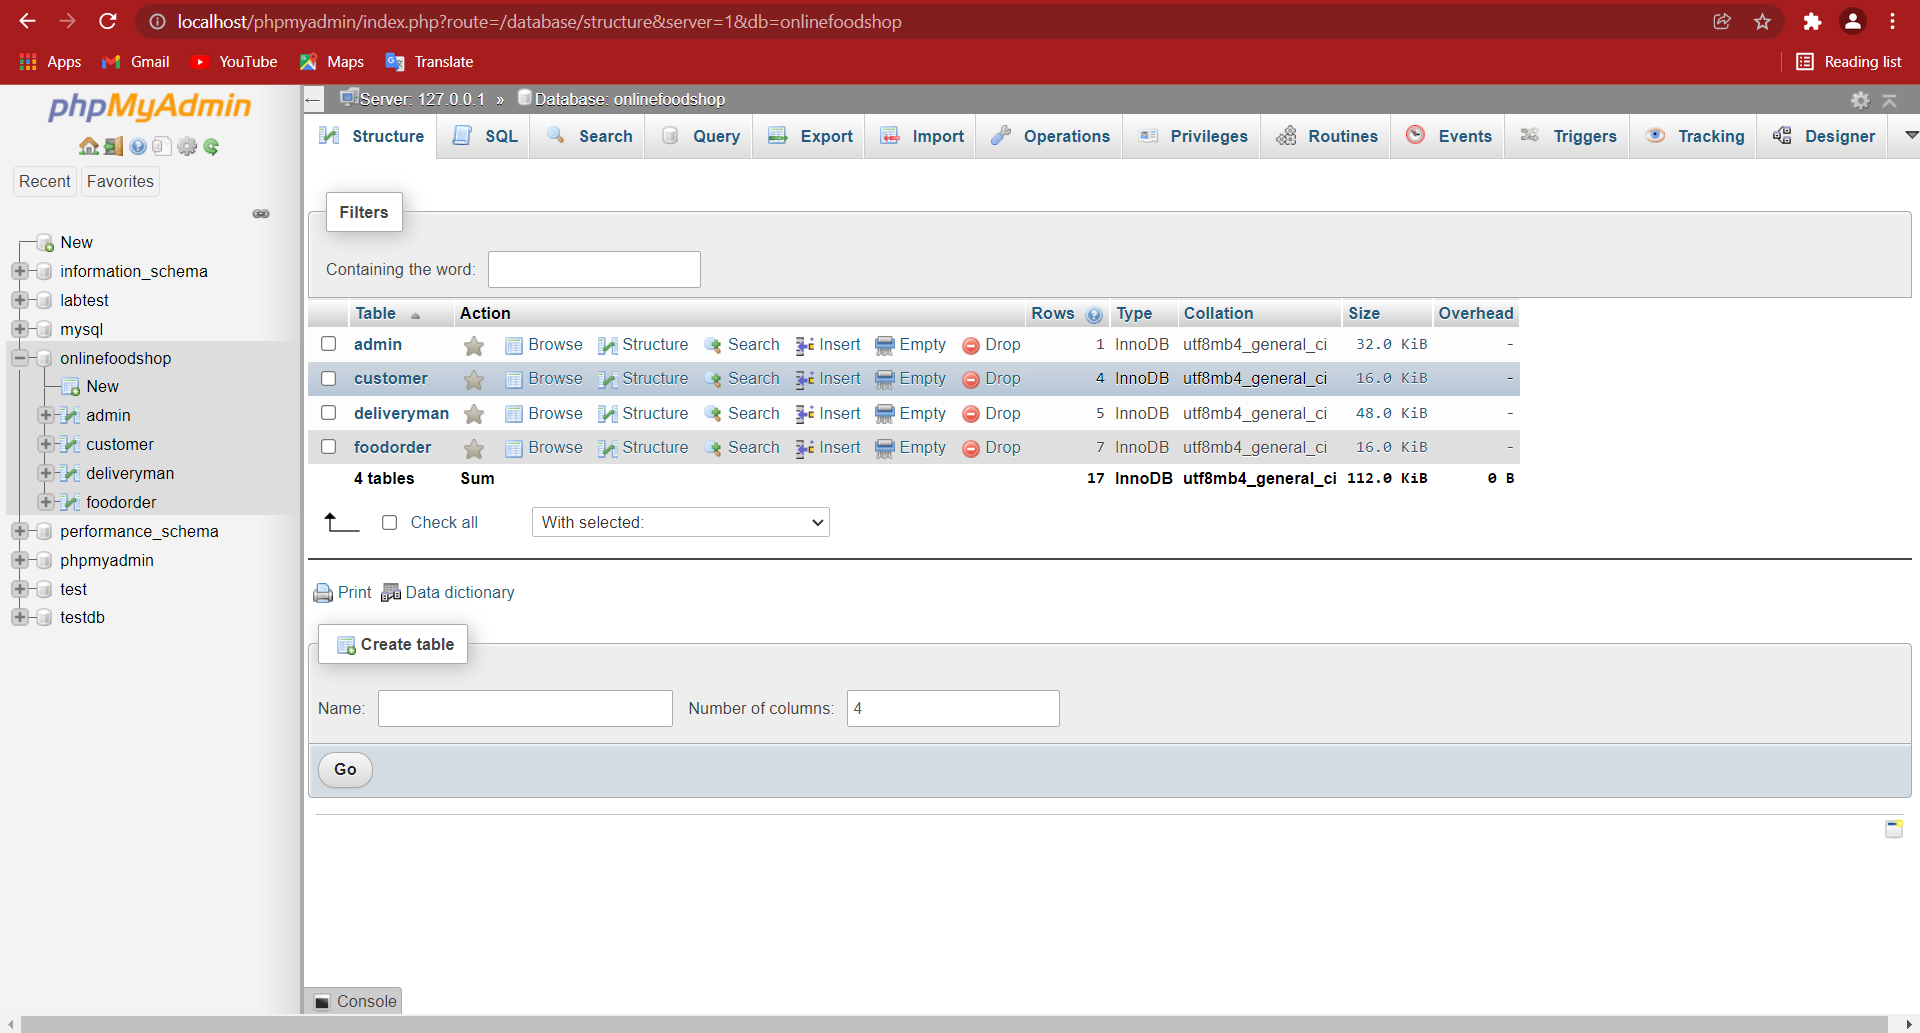 localhost/phpmyadmin/index.php?route=/database/structure&server=1&db=onlinefoodshop
Apps Gmail YouTube Maps Translate Reading list
phpMyAdmin
Recent Favorites
New
information_schema
labtest
mysql
onlinefoodshop
New
admin
customer
deliveryman
foodorder
performance_schema
phpmyadmin
test
testdb
Server: 127.0.0.1 » Database: onlinefoodshop
Structure SQL Search Query Export Import Operations Privileges Routines Events Triggers Tracking Designer
Filters
Containing the word:
Table Action Rows Type Collation Size Overhead
admin Browse Structure Search Insert Empty Drop 1 InnoDB utf8mb4_general_ci 32.0 KiB -
customer Browse Structure Search Insert Empty Drop 4 InnoDB utf8mb4_general_ci 16.0 KiB -
deliveryman Browse Structure Search Insert Empty Drop 5 InnoDB utf8mb4_general_ci 48.0 KiB -
foodorder Browse Structure Search Insert Empty Drop 7 InnoDB utf8mb4_general_ci 16.0 KiB -
4 tables Sum 17 InnoDB utf8mb4_general_ci 112.0 KiB 0 B
Check all With selected:
Print Data dictionary
Create table
Name: Number of columns: 4
Go
Console